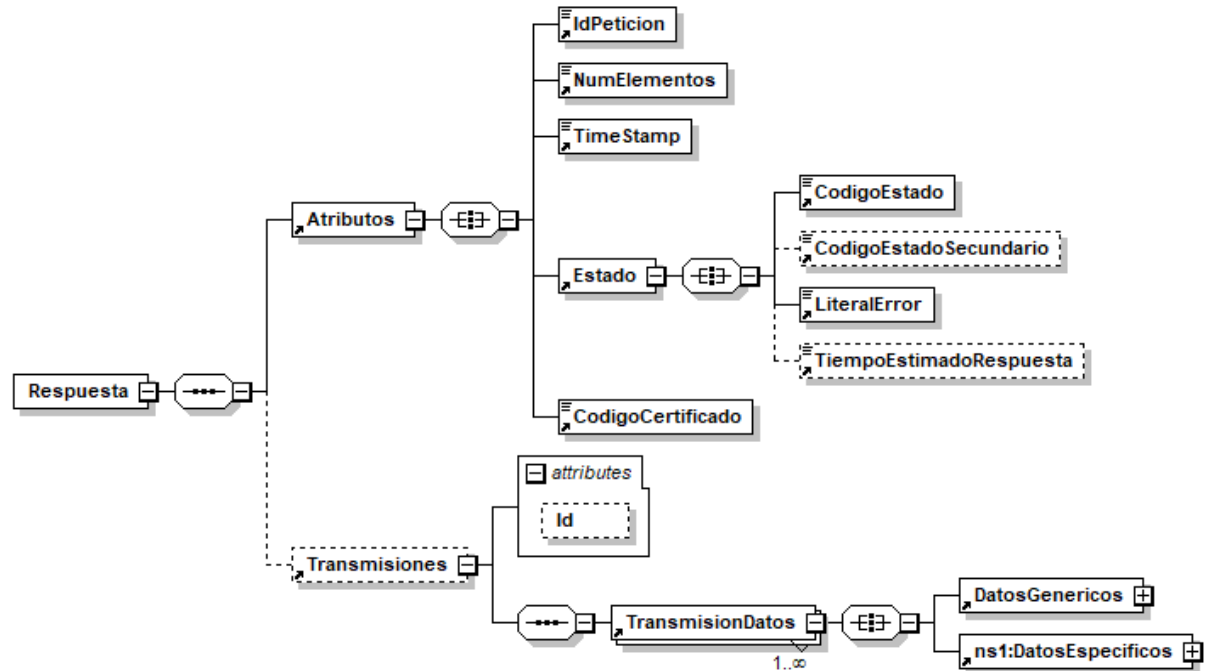 IdPeticion
NumElementos
TimeStamp
CodigoEstado
Atributos
CodigoEstadoSecundario
Estado
LiteralError
TiempoEstimadoRespuesta
Respuesta
CodigoCertificado
attributes
Id
Transmisiones
DatosGenericos
TransmisionDatos
1..∞
ns1:DatosEspecificos